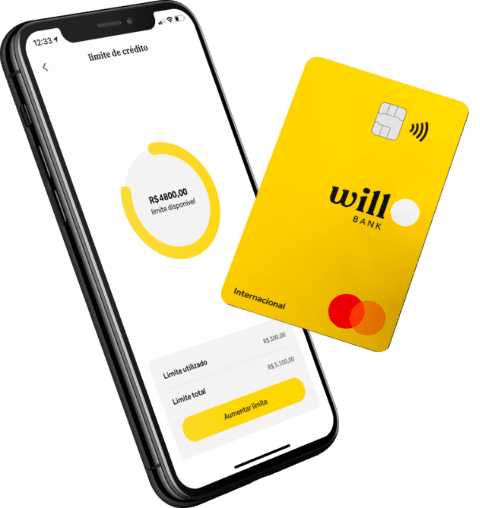 12:33
limite de crédito
R$4800,00
limite disponível
Limite utilizado
R$ 300,00
Limite total
R$ 5.100,00
Aumentar limite
will
BANK
Internacional